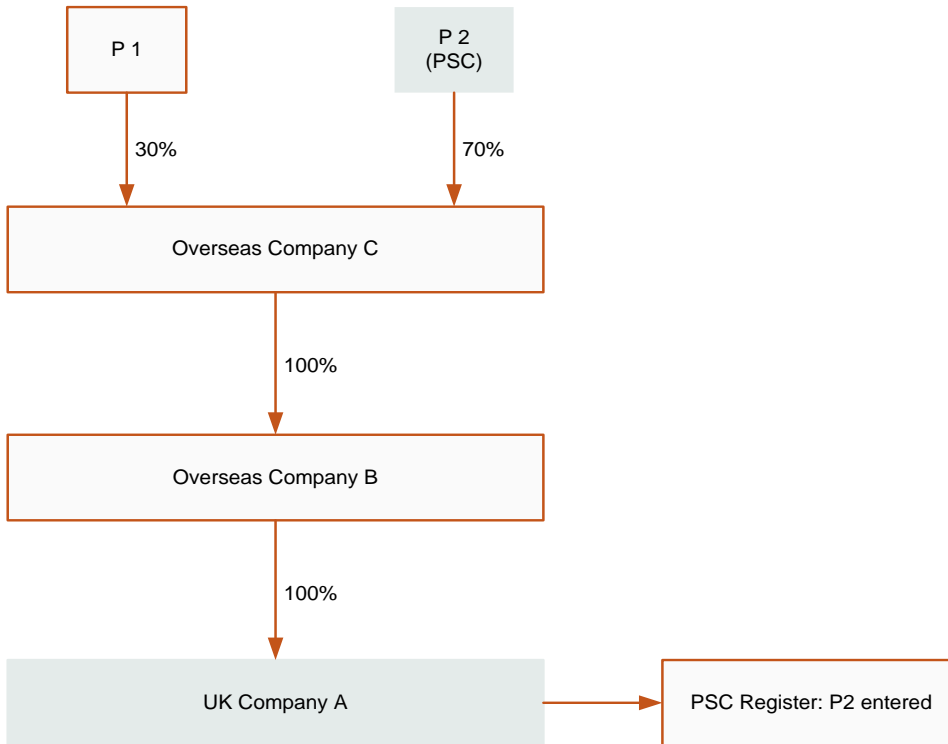 P 1
P 2
(PSC)
30%
70%
Overseas Company C
100%
Overseas Company B
100%
UK Company A
PSC Register: P2 entered